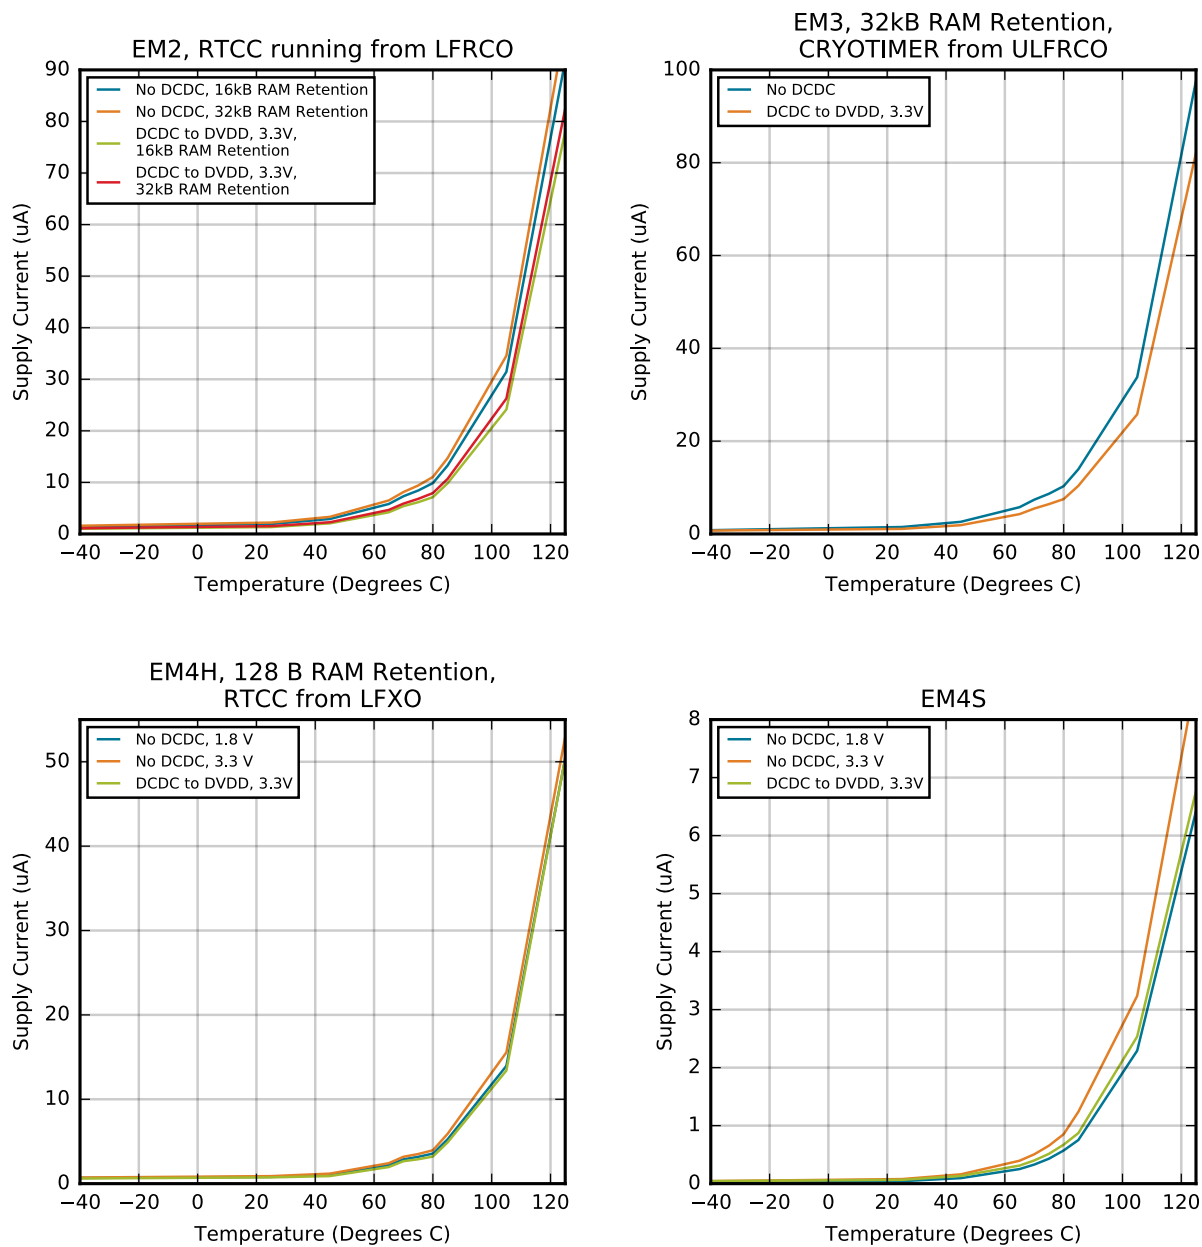 EM2, RTCC running from LFRCO
90
80
70
60
50
40
30
20
10
0
Supply Current (uA)
No DCDC, 16kB RAM Retention
No DCDC, 32kB RAM Retention
DCDC to DVDD, 3.3V,
16kB RAM Retention
DCDC to DVDD, 3.3V,
32kB RAM Retention
−40 −20 0 20 40 60 80 100 120
Temperature (Degrees C)
EM3, 32kB RAM Retention,
CRYOTIMER from ULFRCO
100
80
60
40
20
0
Supply Current (uA)
No DCDC
DCDC to DVDD, 3.3V
−40 −20 0 20 40 60 80 100 120
Temperature (Degrees C)
EM4H, 128 B RAM Retention,
RTCC from LFXO
50
40
30
20
10
0
Supply Current (uA)
No DCDC, 1.8 V
No DCDC, 3.3 V
DCDC to DVDD, 3.3V
−40 −20 0 20 40 60 80 100 120
Temperature (Degrees C)
EM4S
8
7
6
5
4
3
2
1
0
Supply Current (uA)
No DCDC, 1.8 V
No DCDC, 3.3 V
DCDC to DVDD, 3.3V
−40 −20 0 20 40 60 80 100 120
Temperature (Degrees C)